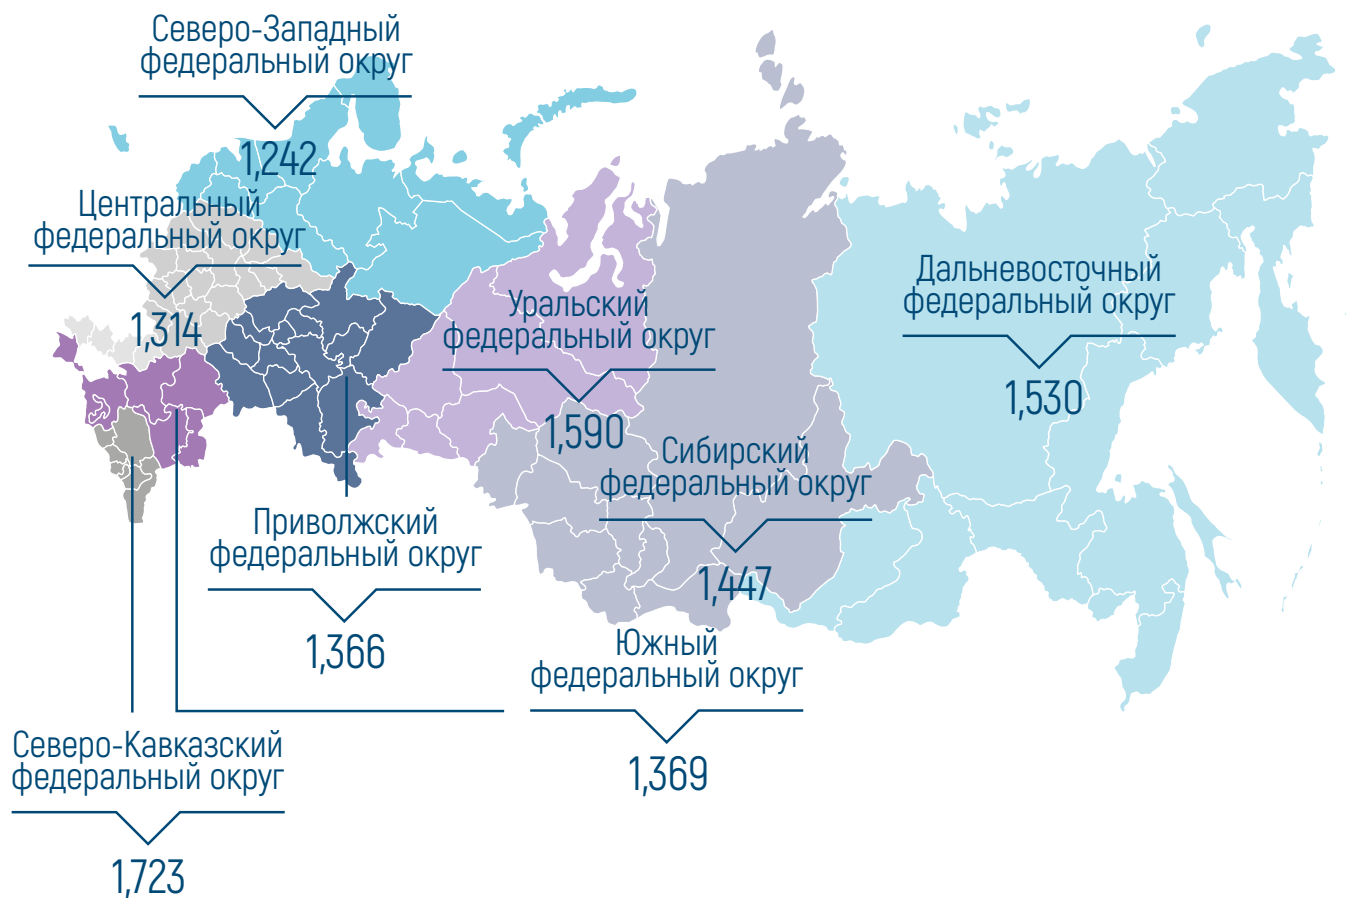 Северо-Западный
федеральный округ
1,242
Центральный
федеральный округ
1,314
Уральский
федеральный округ
1,590
Дальневосточный
федеральный округ
1,530
Сибирский
федеральный округ
1,447
Приволжский
федеральный округ
1,366
Южный
федеральный округ
1,369
Северо-Кавказский
федеральный округ
1,723